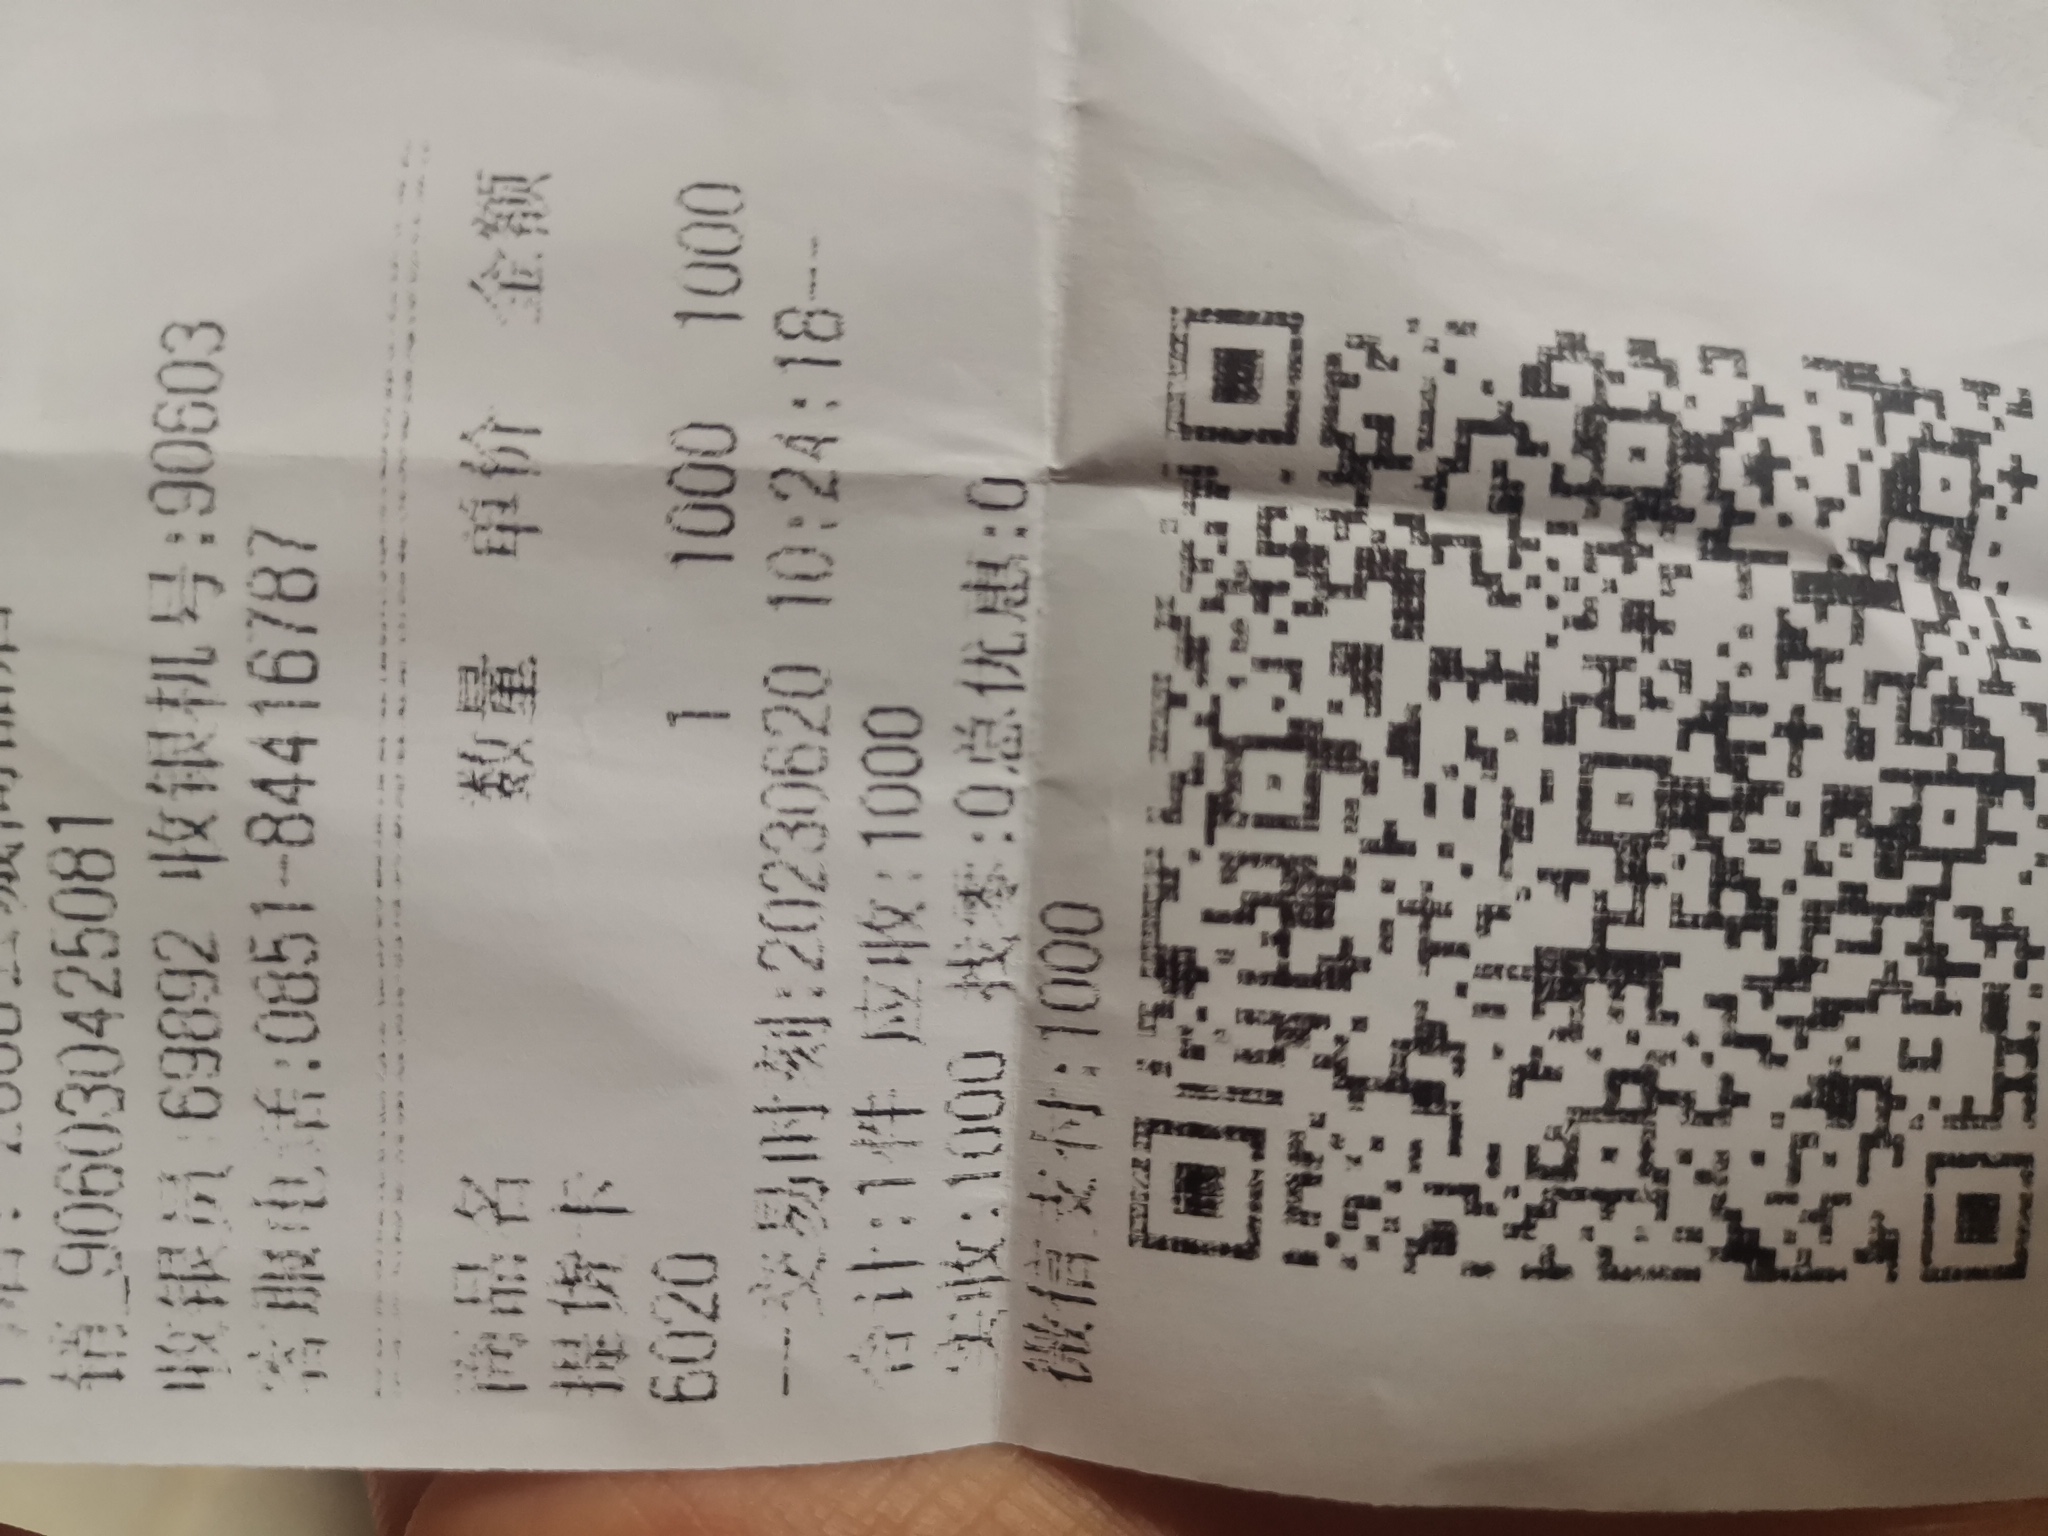 销_906030425081
收银员:69892 收银机号:90603
客服电话:0851-84416787
商品名 数量 单价 金额
提货卡
6020 1 1000 1000
--交易时刻:20230620 10:24:18--
合计:1件 应收:1000
实收:1000 找零:0总优惠:0
微信支付:1000